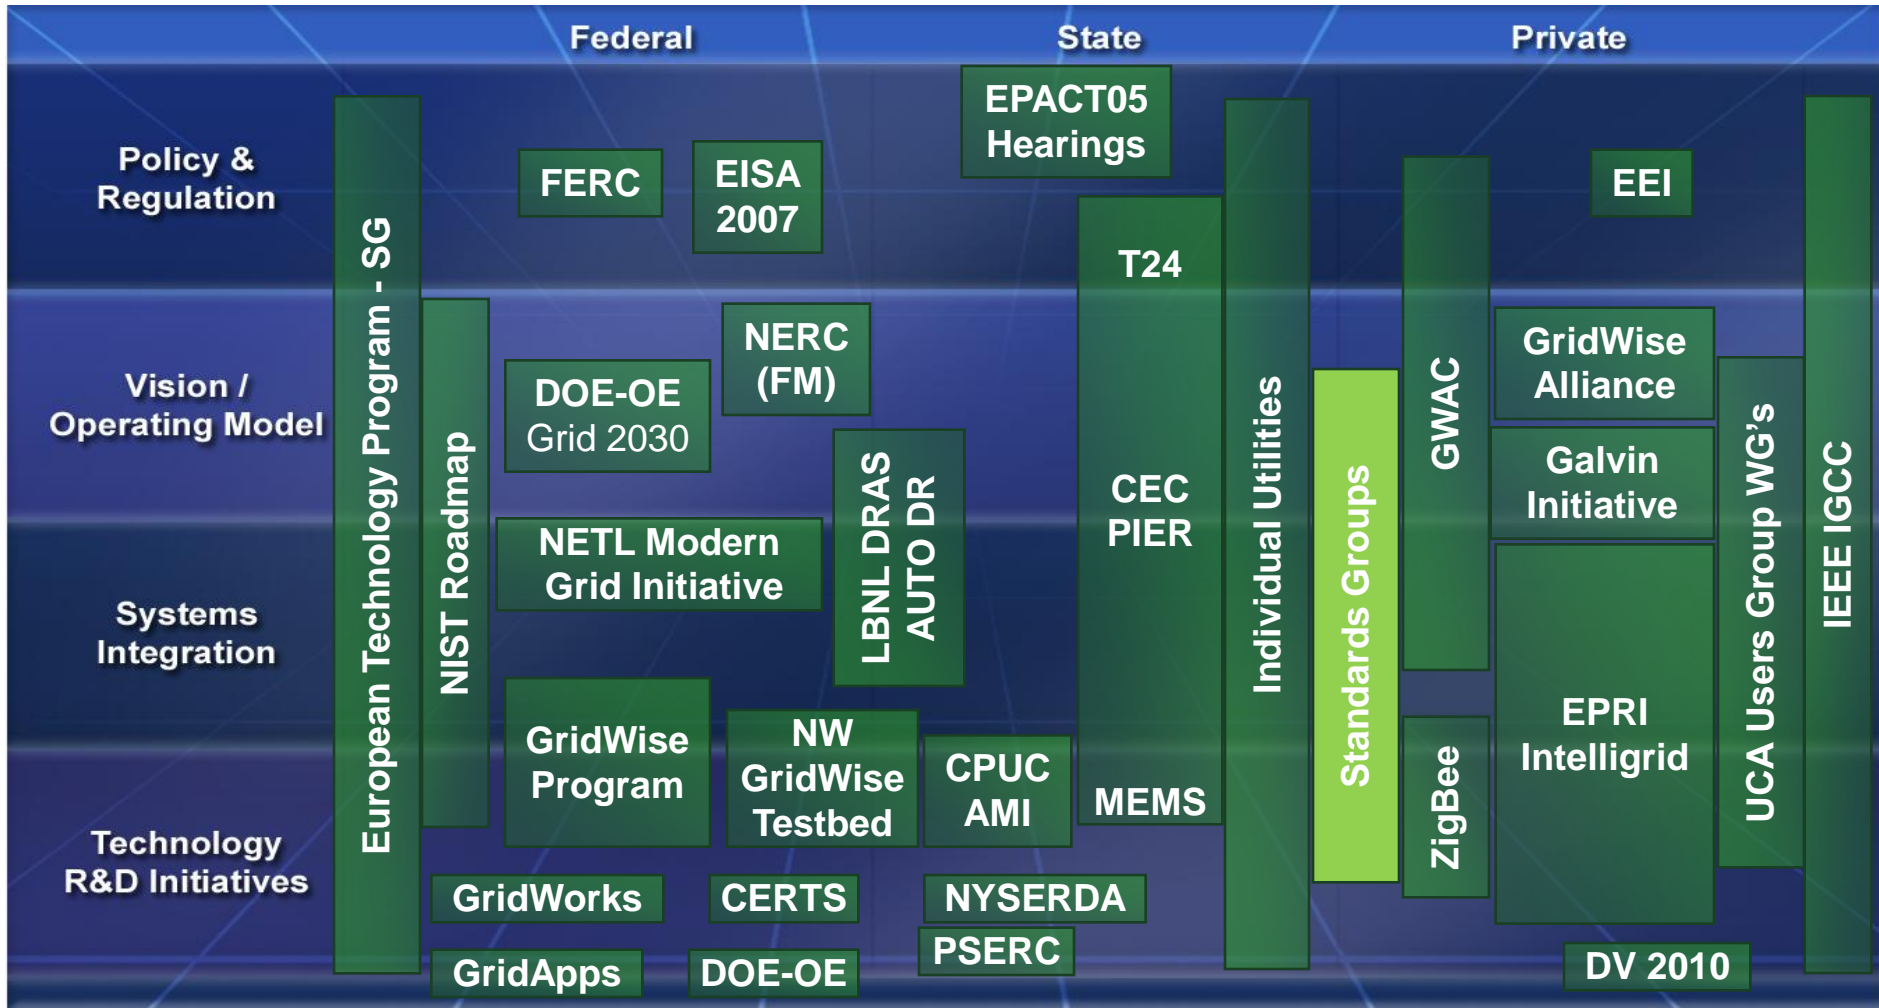 Federal
State
Private
Policy &
Regulation
Vision /
Operating Model
Systems
Integration
Technology
R&D Initiatives
European Technology Program - SG
NIST Roadmap
FERC
EISA
2007
NERC
(FM)
DOE-OE
Grid 2030
NETL Modern
Grid Initiative
LBNL DRAS
AUTO DR
GridWise
Program
NW
GridWise
Testbed
GridWorks
CERTS
GridApps
DOE-OE
EPACT05
Hearings
T24
CEC
PIER
MEMS
CPUC
AMI
NYSERDA
PSERC
Individual Utilities
Standards Groups
GWAC
ZigBee
EEI
GridWise
Alliance
Galvin
Initiative
EPRI
Intelligrid
UCA Users Group WG's
IEEE IGCC
DV 2010